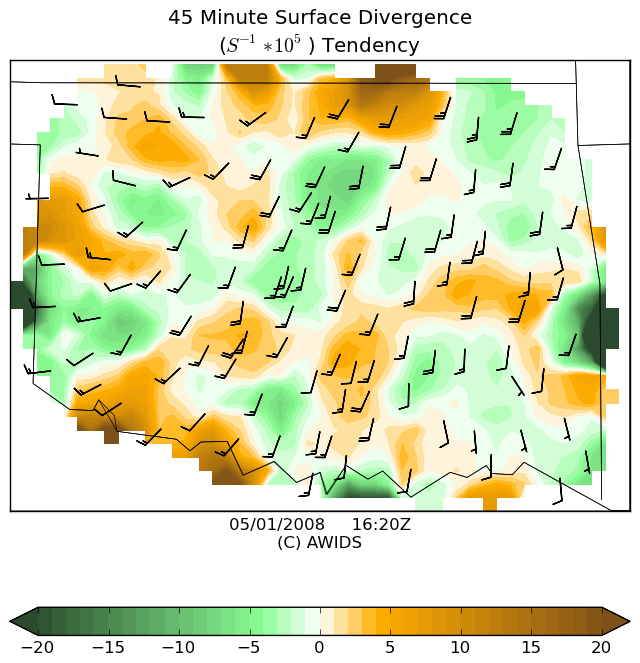 45 Minute Surface Divergence
(S⁻¹ * 10⁵ ) Tendency
05/01/2008 16:20Z
(C) AWIDS
−20 −15 −10 −5 0 5 10 15 20